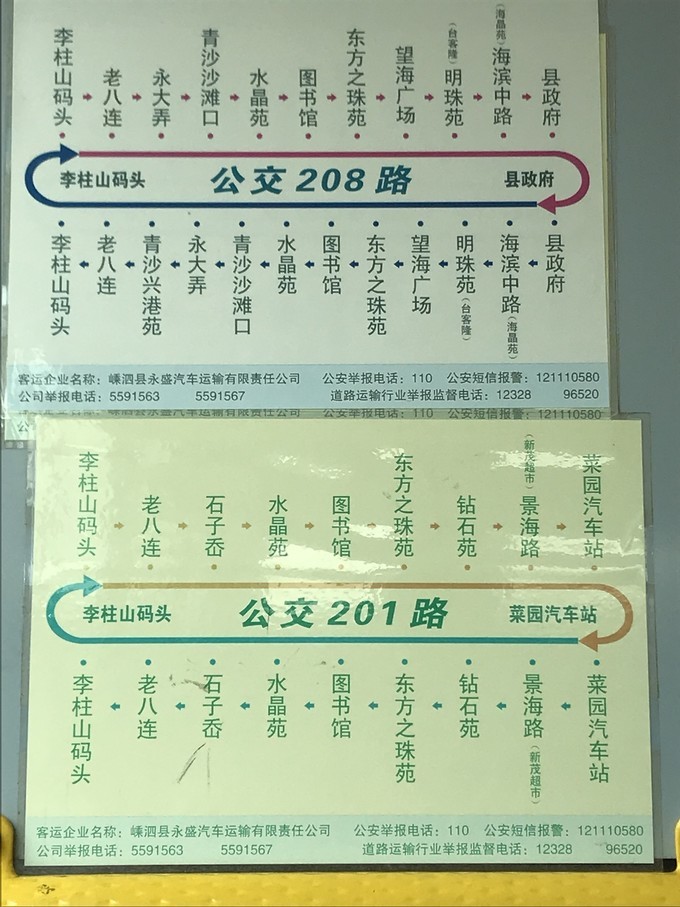 李柱山码头 老八连 永大弄 青沙沙滩口 水晶苑 图书馆 东方之珠苑 望海广场 (台客隆)明珠苑 (海晶苑)海滨中路 县政府
李柱山码头 公交 208 路 县政府
李柱山码头 老八连 青沙兴港苑 永大弄 青沙沙滩口 水晶苑 图书馆 东方之珠苑 望海广场 明珠苑(台客隆) 海滨中路(海晶苑) 县政府
客运企业名称：嵊泗县永盛汽车运输有限责任公司 公安举报电话：110 公安短信报警：121110580
公司举报电话：5591563 5591567 道路运输行业举报监督电话：12328 96520
李柱山码头 老八连 石子岙 水晶苑 图书馆 东方之珠苑 钻石苑 (新茂超市)景海路 菜园汽车站
李柱山码头 公交 201 路 菜园汽车站
李柱山码头 老八连 石子岙 水晶苑 图书馆 东方之珠苑 钻石苑 景海路(新茂超市) 菜园汽车站
客运企业名称：嵊泗县永盛汽车运输有限责任公司 公安举报电话：110 公安短信报警：121110580
公司举报电话：5591563 5591567 道路运输行业举报监督电话：12328 96520